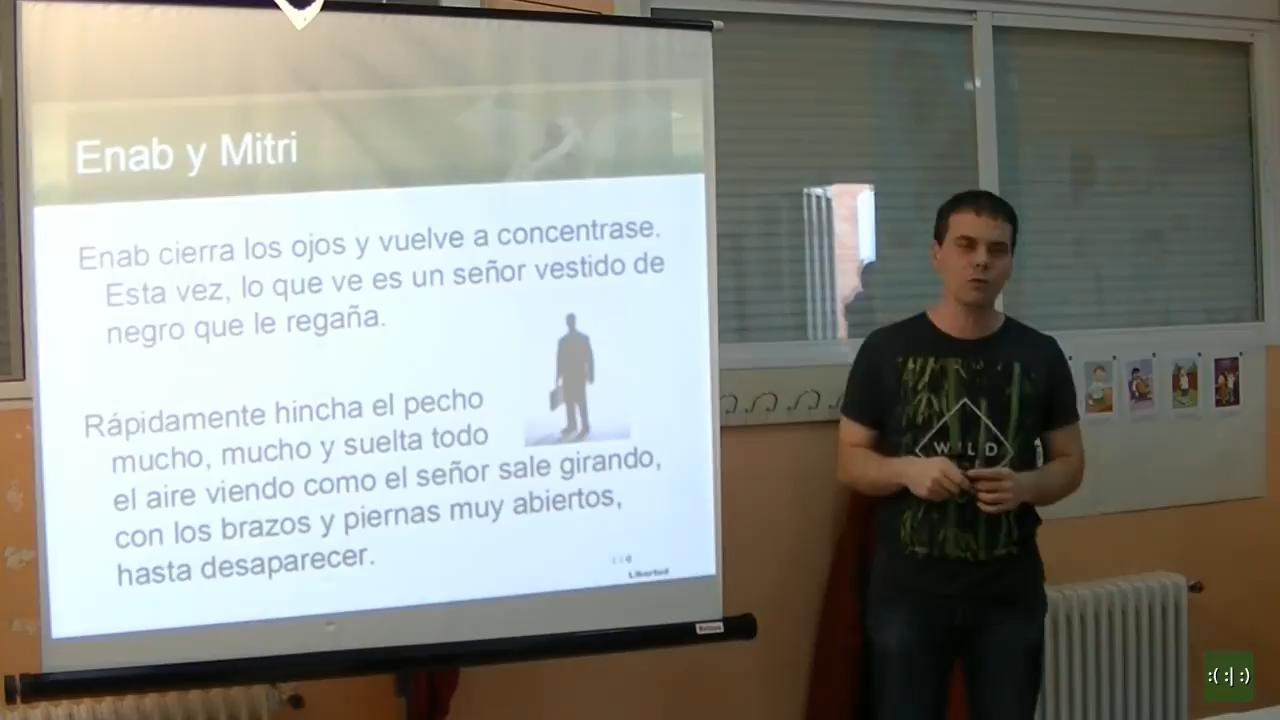 Enab y Mitri
Enab cierra los ojos y vuelve a concentrase.
Esta vez, lo que ve es un señor vestido de
negro que le regaña.
Rápidamente hincha el pecho
mucho, mucho y suelta todo
el aire viendo como el señor sale girando,
con los brazos y piernas muy abiertos,
hasta desaparecer.
Libertad
WILD
:( :| :)